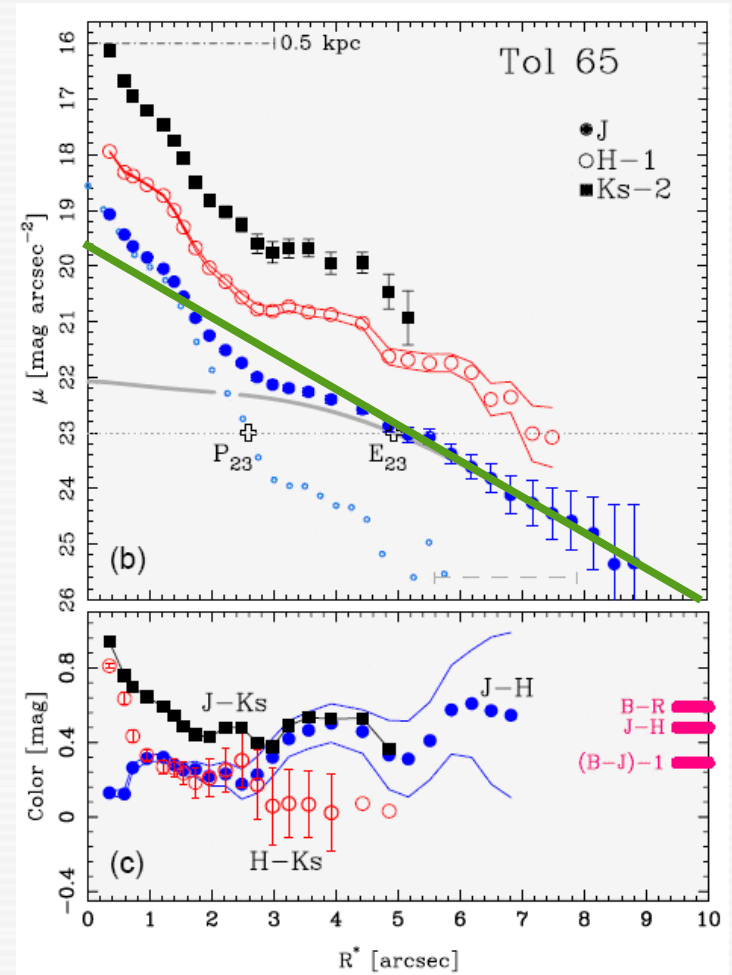 16
17
18
19
20
21
22
23
24
25
26
μ [mag arcsec⁻²]
0.5 kpc
Tol 65
J
H−1
Ks−2
P₂₃
E₂₃
(b)
0.8
0.4
0
−0.4
Color [mag]
J−Ks
J−H
B−R
J−H
(B−J)−1
(c)
H−Ks
0 1 2 3 4 5 6 7 8 9 10
R* [arcsec]